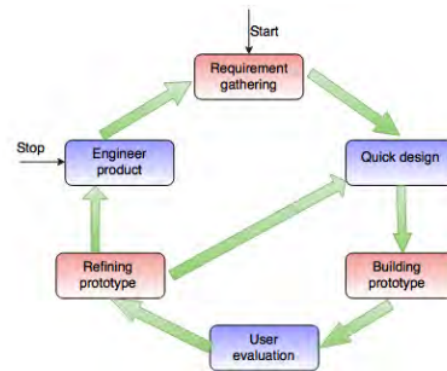 Start
Requirement
gathering
Stop
Engineer
product
Quick design
Refining
prototype
Building
prototype
User
evaluation